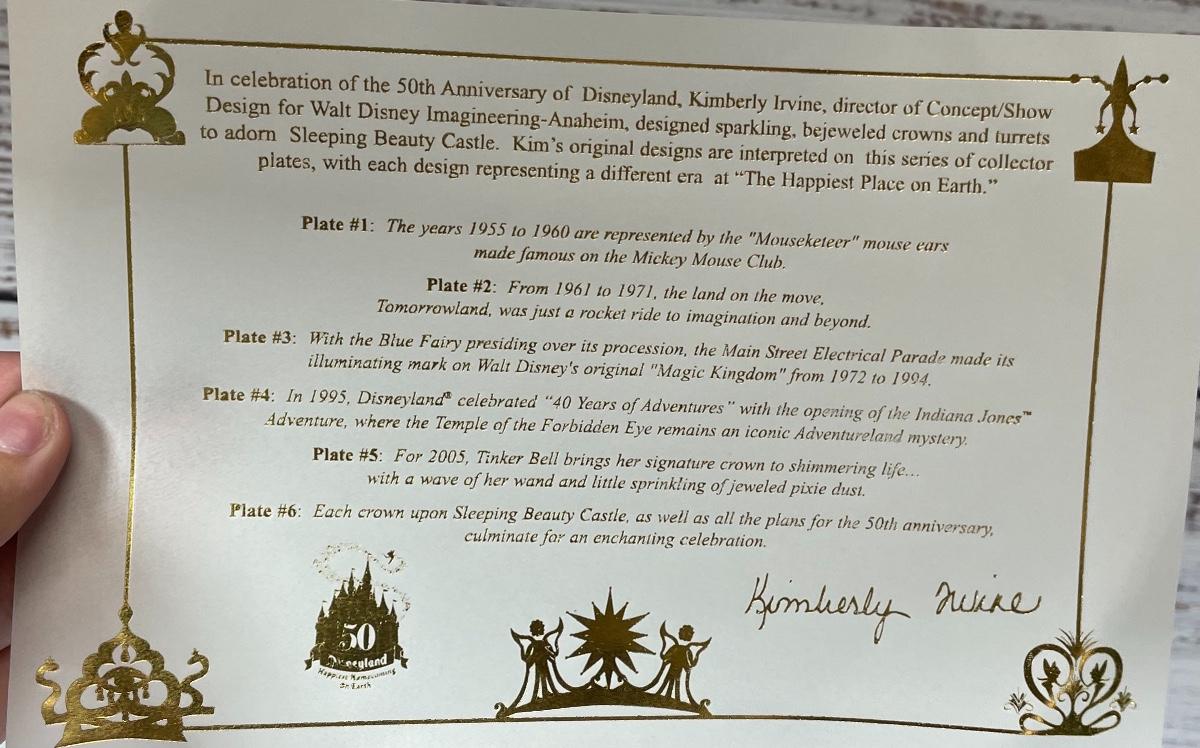 In celebration of the 50th Anniversary of Disneyland, Kimberly Irvine, director of Concept/Show
Design for Walt Disney Imagineering-Anaheim, designed sparkling, bejeweled crowns and turrets
to adorn Sleeping Beauty Castle. Kim's original designs are interpreted on this series of collector
plates, with each design representing a different era at “The Happiest Place on Earth.”
Plate #1: The years 1955 to 1960 are represented by the "Mouseketeer" mouse ears
made famous on the Mickey Mouse Club.
Plate #2: From 1961 to 1971, the land on the move,
Tomorrowland, was just a rocket ride to imagination and beyond.
Plate #3: With the Blue Fairy presiding over its procession, the Main Street Electrical Parade made its
illuminating mark on Walt Disney's original "Magic Kingdom" from 1972 to 1994.
Plate #4: In 1995, Disneyland® celebrated “40 Years of Adventures” with the opening of the Indiana Jones™
Adventure, where the Temple of the Forbidden Eye remains an iconic Adventureland mystery.
Plate #5: For 2005, Tinker Bell brings her signature crown to shimmering life...
with a wave of her wand and little sprinkling of jeweled pixie dust.
Plate #6: Each crown upon Sleeping Beauty Castle, as well as all the plans for the 50th anniversary,
culminate for an enchanting celebration.
50
Disneyland
Happiest Homecoming
On Earth
Kimberly Irvine